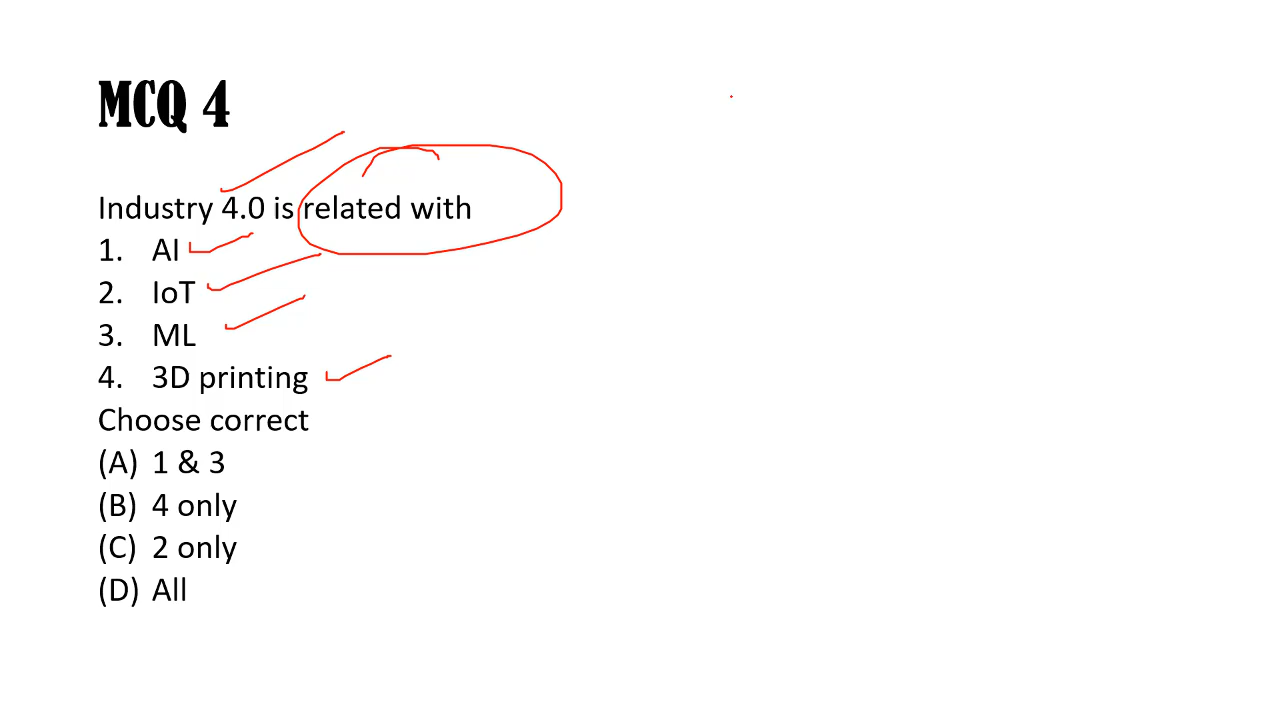 MCQ 4
Industry 4.0 is related with
1. AI
2. IoT
3. ML
4. 3D printing
Choose correct
(A) 1 & 3
(B) 4 only
(C) 2 only
(D) All